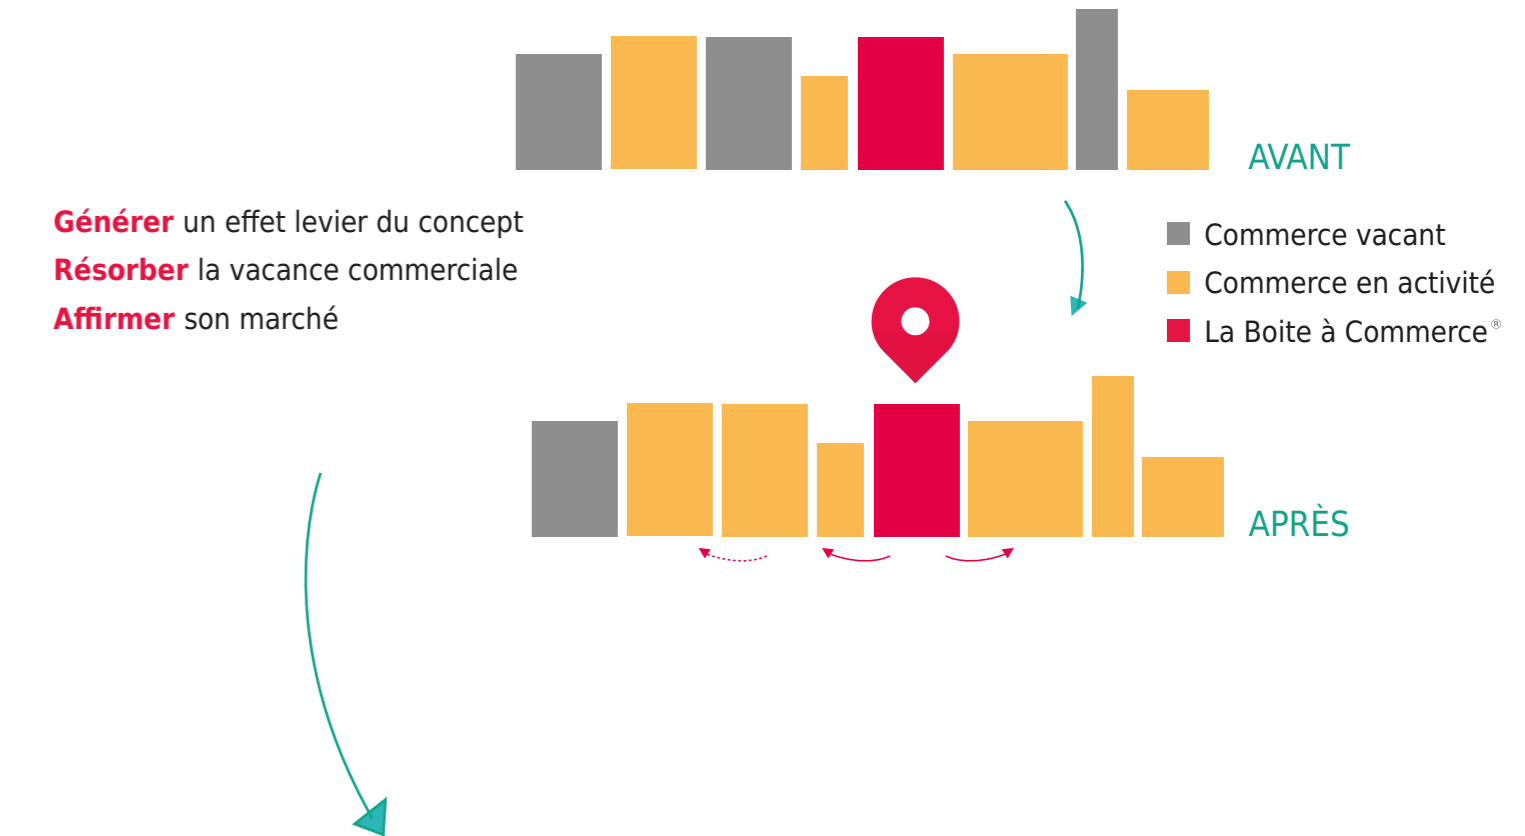 AVANT
Générer un effet levier du concept
Résorber la vacance commerciale
Affirmer son marché
Commerce vacant
Commerce en activité
La Boite à Commerce®
APRÈS